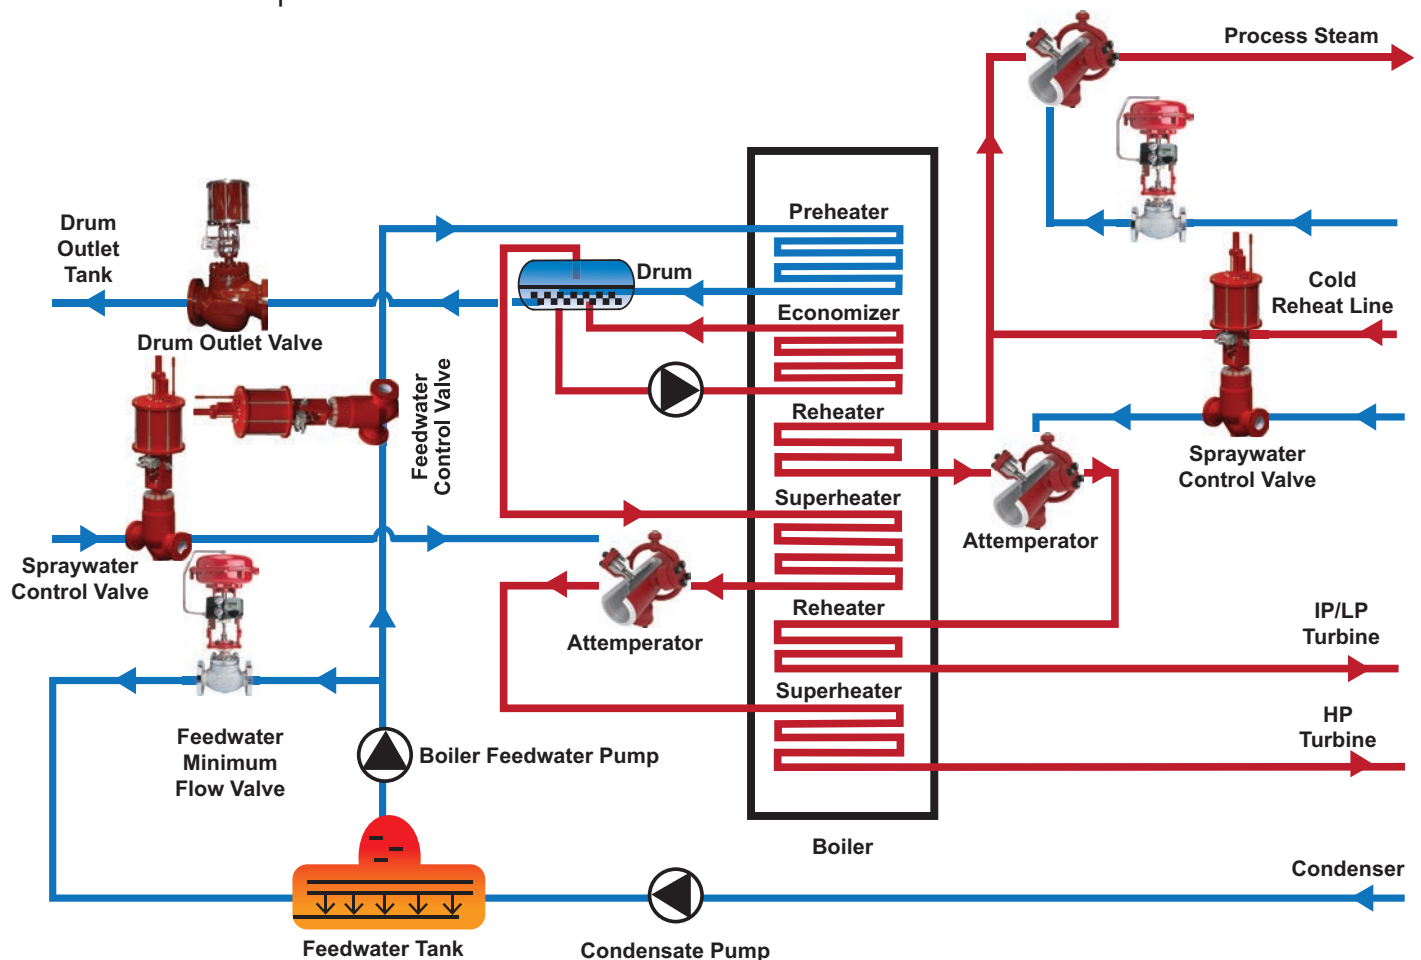 Process Steam
Preheater
Drum
Outlet
Tank
Drum
Cold
Reheat Line
Economizer
Drum Outlet Valve
Feedwater
Control Valve
Reheater
Spraywater
Control Valve
Superheater
Attemperator
Spraywater
Control Valve
Reheater
IP/LP
Turbine
Attemperator
Superheater
HP
Turbine
Feedwater
Minimum
Flow Valve
Boiler Feedwater Pump
Boiler
Condenser
Feedwater Tank
Condensate Pump